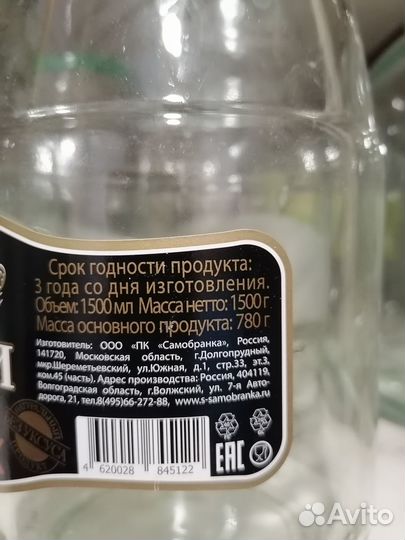 Срок годности продукта:
3 года со дня изготовления.
Объем: 1500 мл Масса нетто: 1500 г
Масса основного продукта: 780 г
Изготовитель: ООО "ПК «Самобранка», Россия,
141720, Московская область, г.Долгопрудный,
мкр.Шереметьевский, ул.Южная, д.1, стр.33, эт.3,
ком.45 (часть). Адрес производства: Россия, 404119,
Волгоградская область, г.Волжский, ул. 7-я Авто-
дорога, 21, тел.8(495)66-272-88, www.s-samobranka.ru
И
УКСУСА
4 620028 845122
EAC
Avito